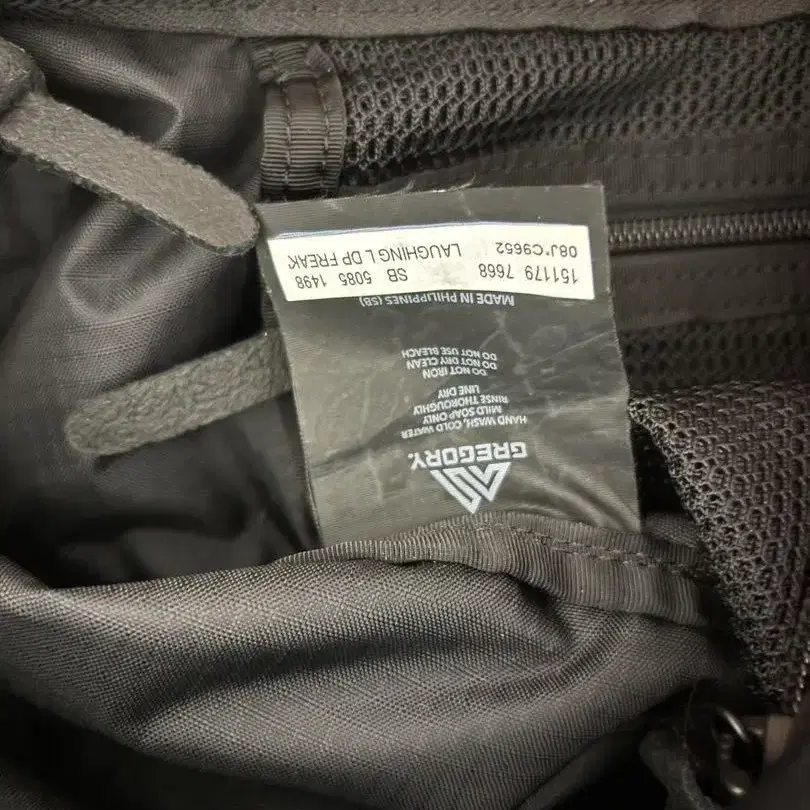 GREGORY.
HAND WASH, COLD WATER
MILD SOAP ONLY
RINSE THOROUGHLY
LINE DRY
DO NOT IRON
DO NOT DRY CLEAN
DO NOT USE BLEACH
MADE IN PHILIPPINES (SB)
151179 7668 SB 5085 1498
08J*C9652 LAUGHING L DP FREAK